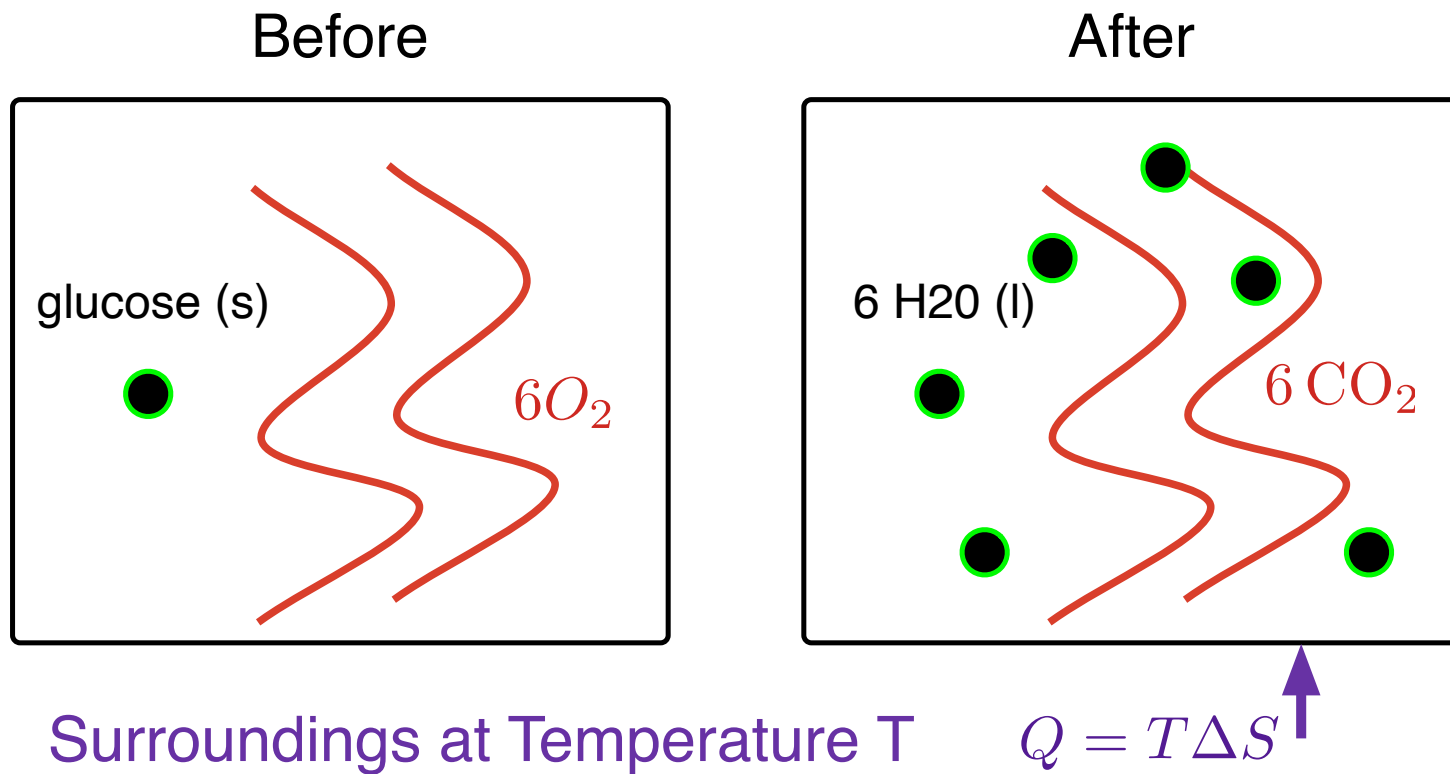 Before
After
glucose (s)
6O₂
6 H20 (l)
6 CO₂
Surroundings at Temperature T
Q = TΔS